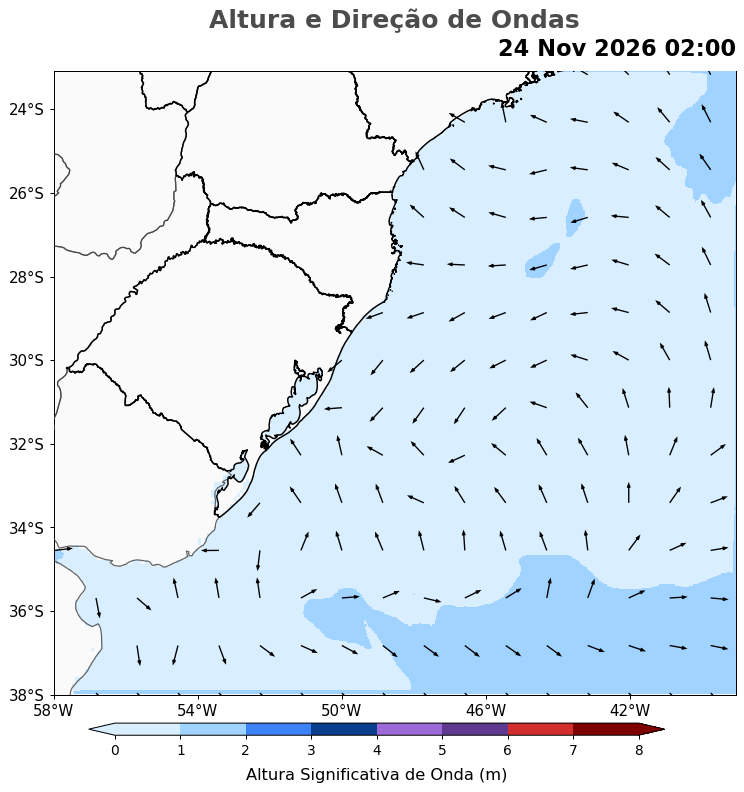 Altura e Direção de Ondas
24 Nov 2026 02:00
24°S
26°S
28°S
30°S
32°S
34°S
36°S
38°S
58°W 54°W 50°W 46°W 42°W
0 1 2 3 4 5 6 7 8
Altura Significativa de Onda (m)